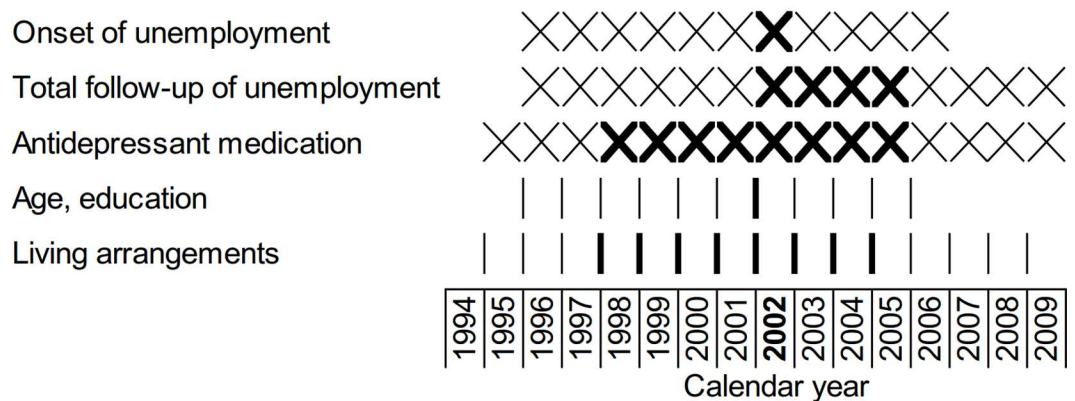 Onset of unemployment
Total follow-up of unemployment
Antidepressant medication
Age, education
Living arrangements
1994 1995 1996 1997 1998 1999 2000 2001 2002 2003 2004 2005 2006 2007 2008 2009
Calendar year